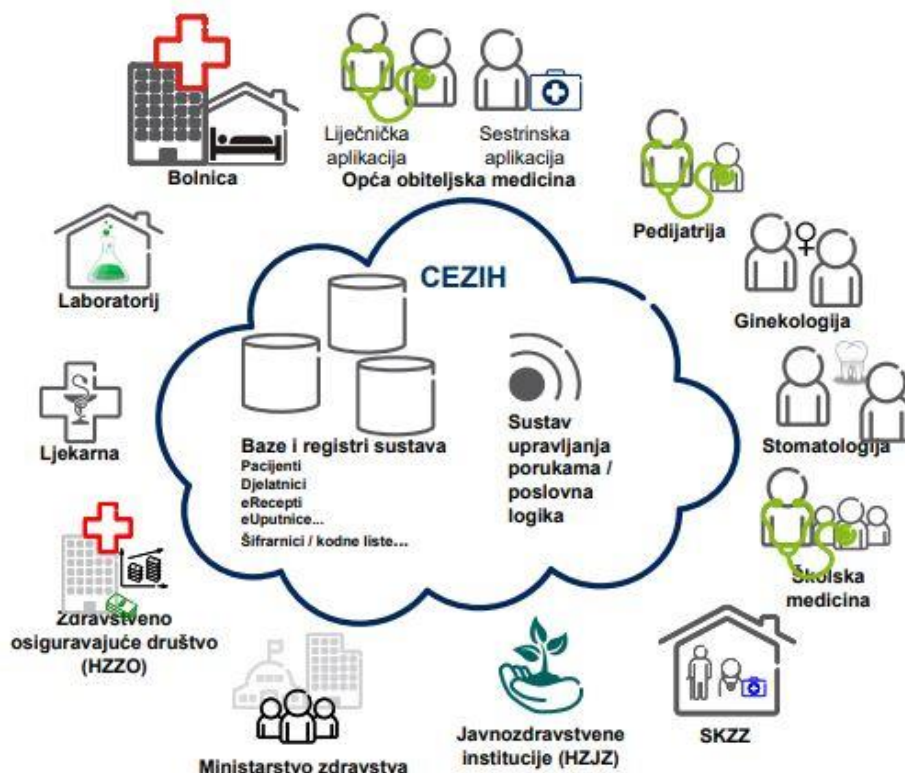 Bolnica
Liječnička
aplikacija
Sestrinska
aplikacija
Opća obiteljska medicina
Pedijatrija
Ginekologija
Stomatologija
Školska
medicina
SKZZ
Javnozdravstvene
institucije (HZJZ)
Ministarstvo zdravstva
Zdravstveno
osiguravajuće društvo
(HZZO)
Ljekarna
Laboratorij
CEZIH
Baze i registri sustava
Pacijenti
Djelatnici
eRecepti
eUputnice...
Šifrarnici / kodne liste...
Sustav
upravljanja
porukama /
poslovna
logika